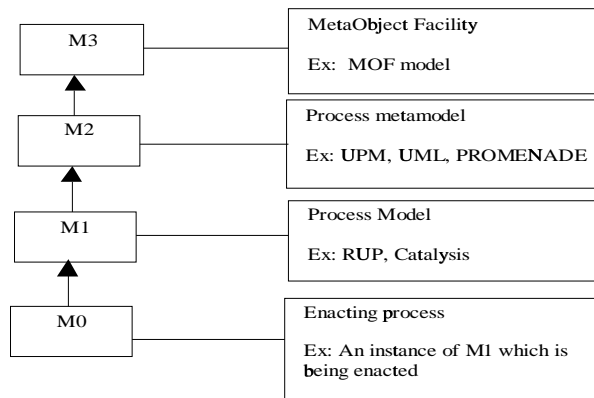 M3
MetaObject Facility
Ex: MOF model
M2
Process metamodel
Ex: UPM, UML, PROMENADE
M1
Process Model
Ex: RUP, Catalysis
M0
Enacting process
Ex: An instance of M1 which is
being enacted